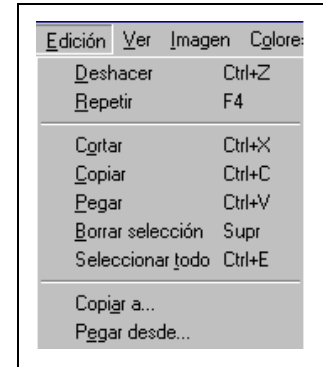 Edición Ver Imagen Colores
Deshacer Ctrl+Z
Repetir F4
Cortar Ctrl+X
Copiar Ctrl+C
Pegar Ctrl+V
Borrar selección Supr
Seleccionar todo Ctrl+E
Copiar a...
Pegar desde...